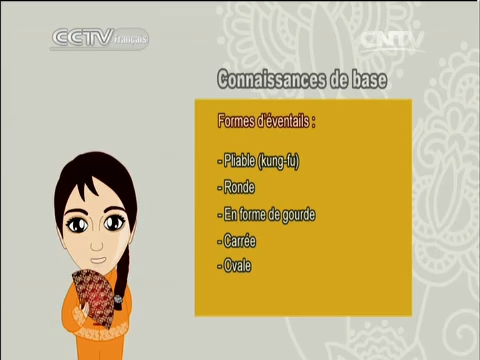 CCTV Français
CNTV
Connaissances de base
Formes d'éventails :
- Pliable (kung-fu)
- Ronde
- En forme de gourde
- Carrée
- Ovale